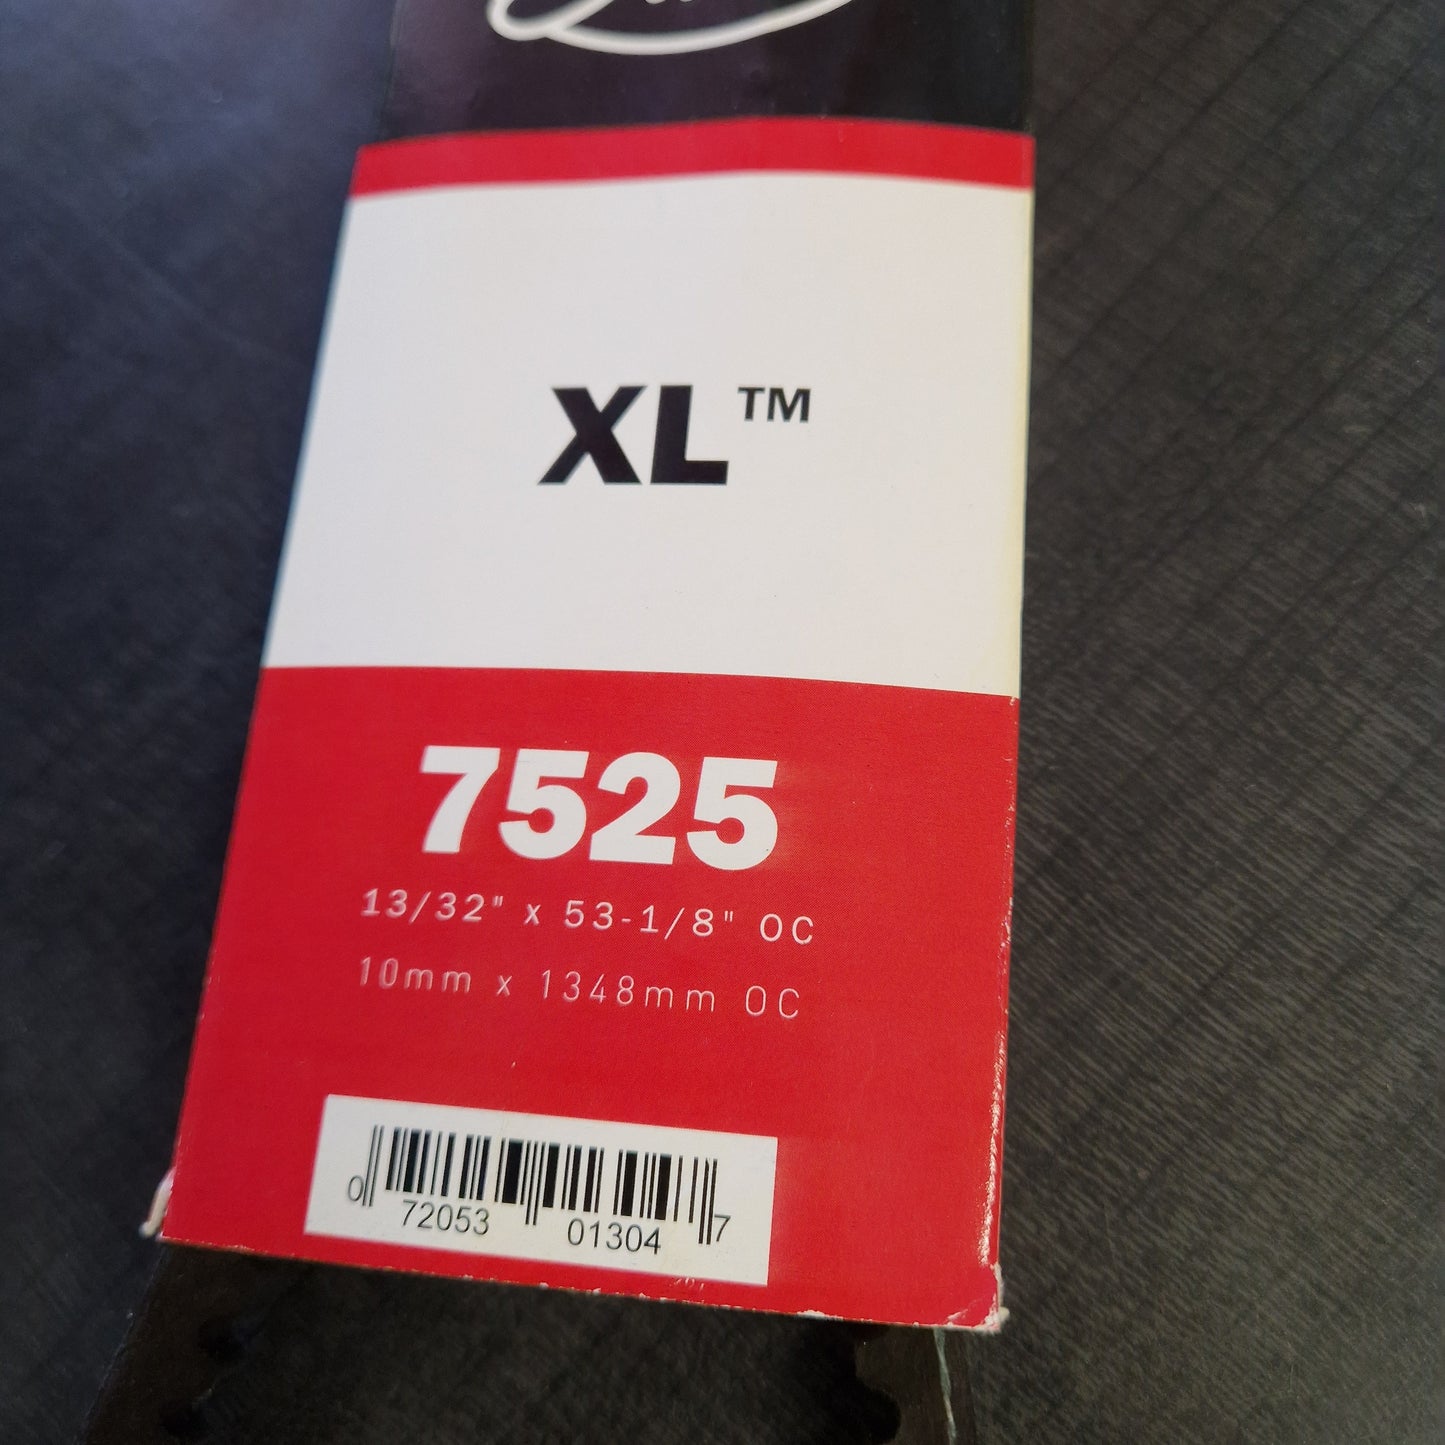 XL™
7525
13/32" x 53-1/8" OC
10mm x 1348mm OC
0 72053 01304 7